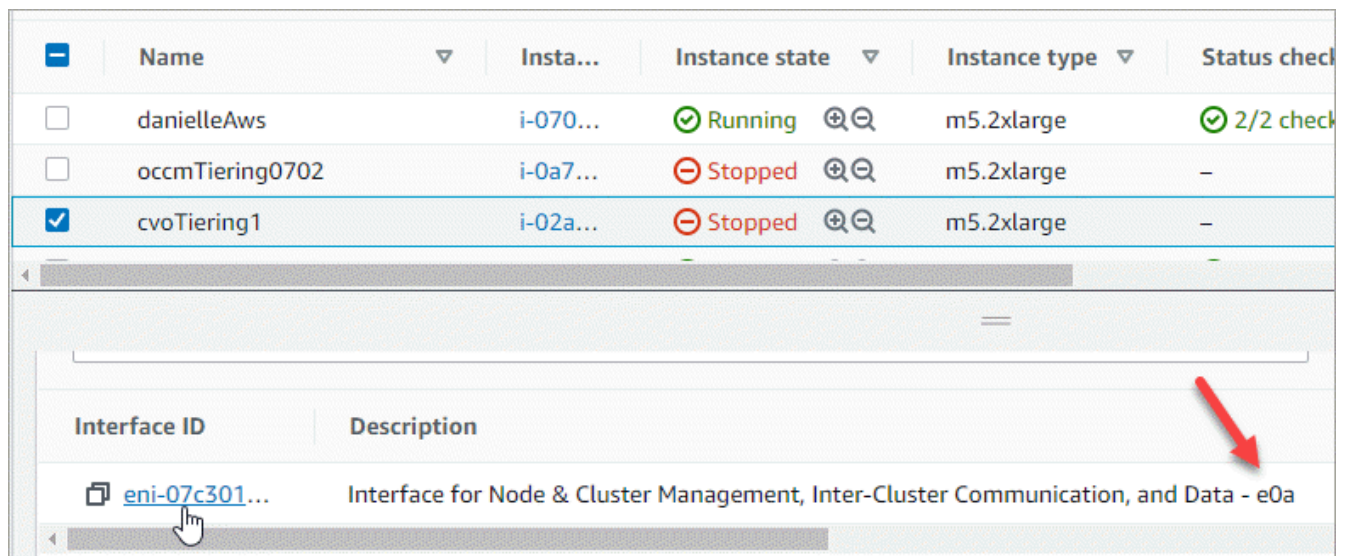 Name Insta... Instance state Instance type Status check
danielleAws i-070... Running m5.2xlarge 2/2 check
occmTiering0702 i-0a7... Stopped m5.2xlarge –
cvoTiering1 i-02a... Stopped m5.2xlarge –
Interface ID Description
eni-07c301... Interface for Node & Cluster Management, Inter-Cluster Communication, and Data - e0a